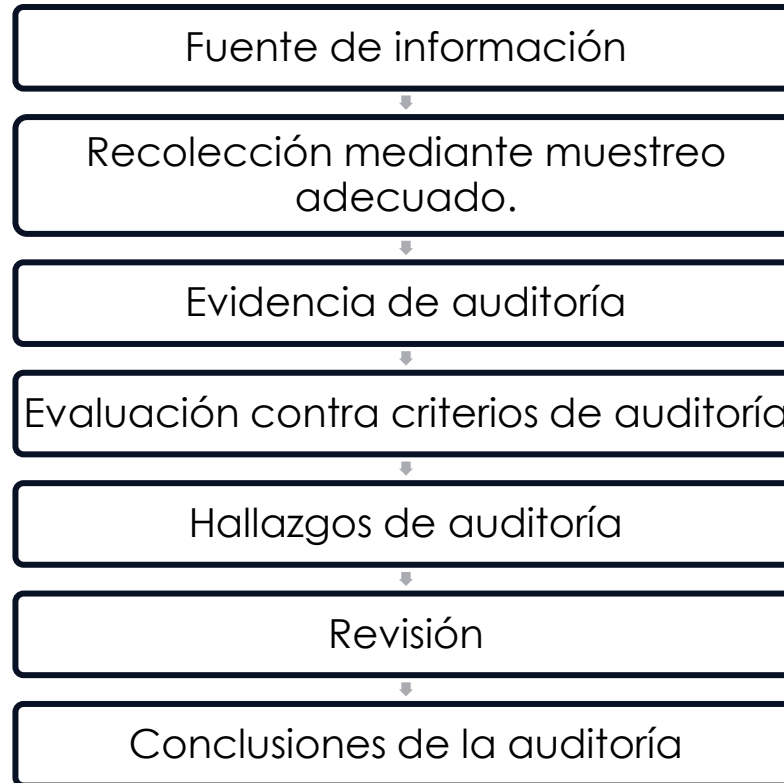 Fuente de información
Recolección mediante muestreo
adecuado.
Evidencia de auditoría
Evaluación contra criterios de auditoría
Hallazgos de auditoría
Revisión
Conclusiones de la auditoría